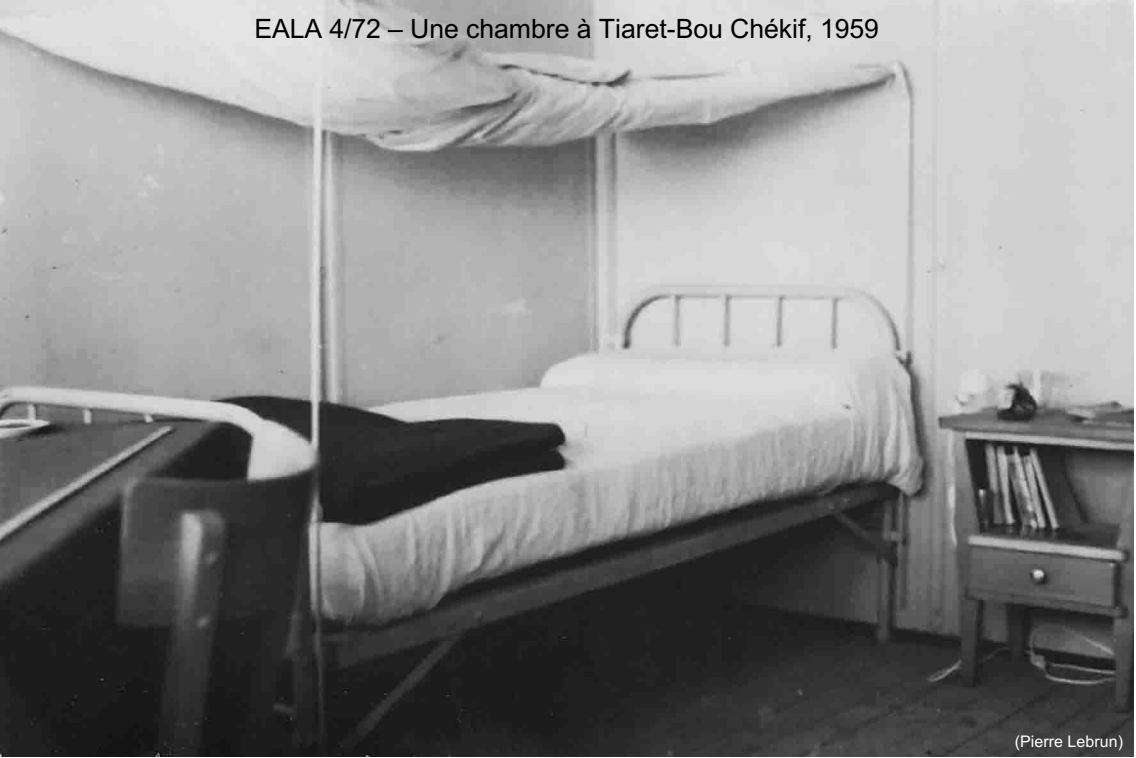 EALA 4/72 – Une chambre à Tiaret-Bou Chékif, 1959
(Pierre Lebrun)